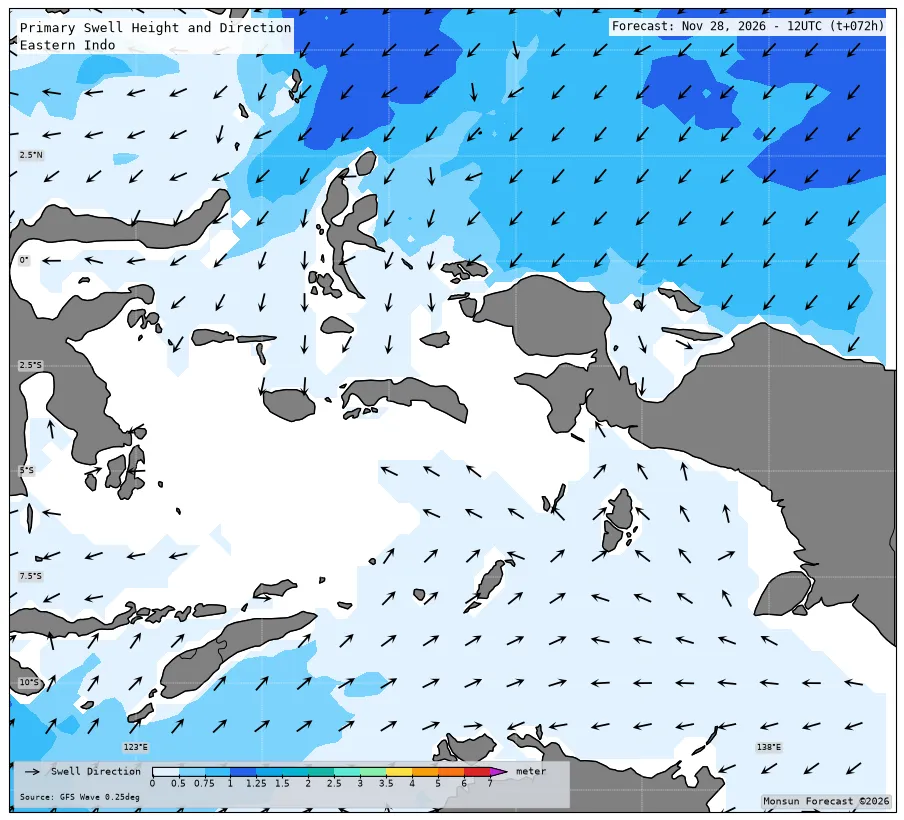 Primary Swell Height and Direction
Eastern Indo
Forecast: Nov 28, 2026 - 12UTC (t+072h)
2.5°N
0°
2.5°S
5°S
7.5°S
10°S
123°E
138°E
Swell Direction
meter
0 0.5 0.75 1 1.25 1.5 2 2.5 3 3.5 4 5 6 7
Source: GFS Wave 0.25deg
Monsun Forecast ©2026